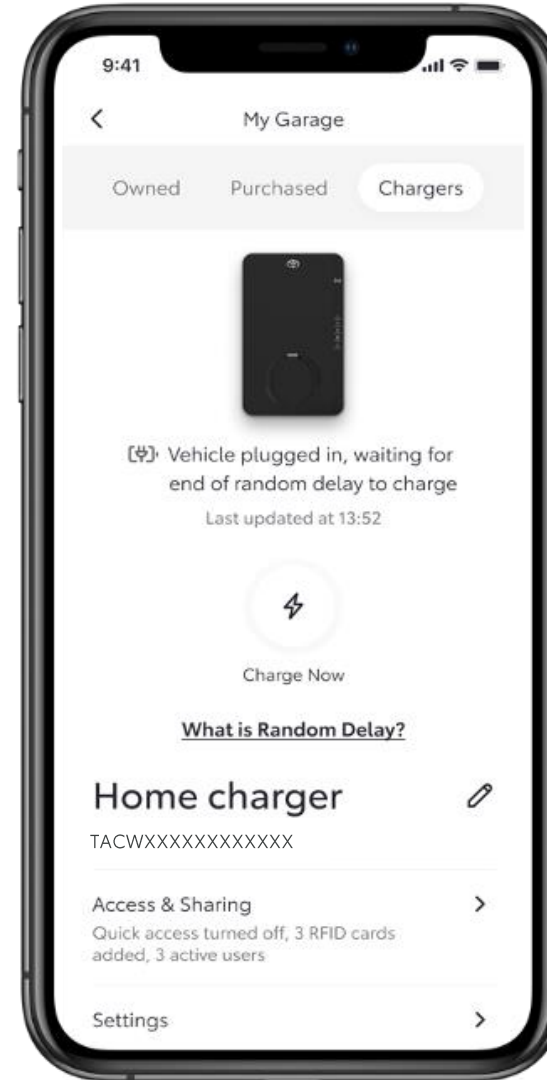 9:41
My Garage
Owned Purchased Chargers
Vehicle plugged in, waiting for
end of random delay to charge
Last updated at 13:52
Charge Now
What is Random Delay?
Home charger
TACWXXXXXXXXXXXX
Access & Sharing
Quick access turned off, 3 RFID cards
added, 3 active users
Settings